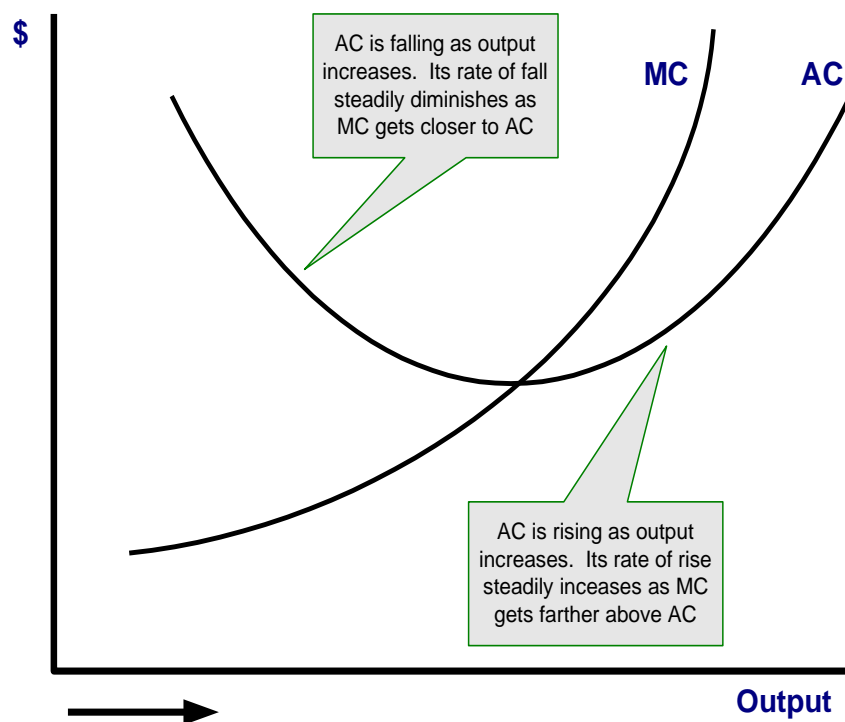 $
AC is falling as output
increases. Its rate of fall
steadily diminishes as
MC gets closer to AC
MC
AC
AC is rising as output
increases. Its rate of rise
steadily inceases as MC
gets farther above AC
Output